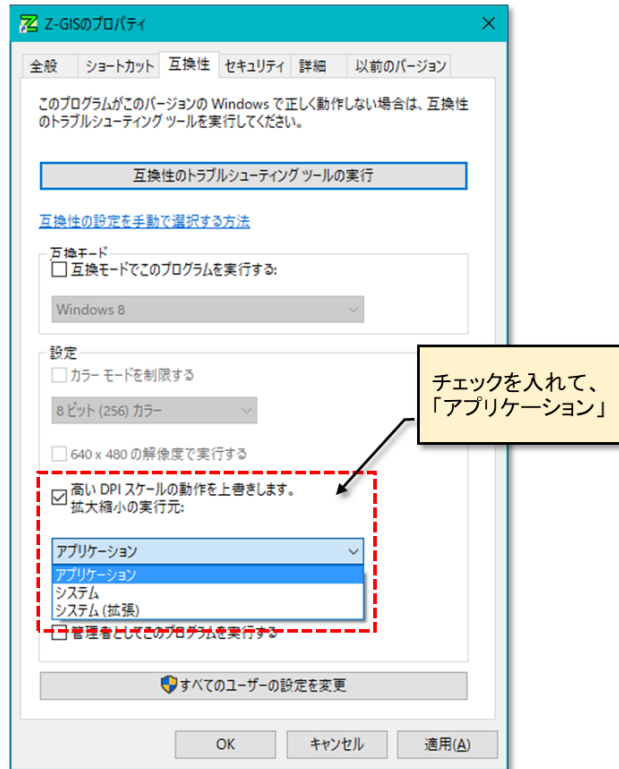 Z-GISのプロパティ
全般 ショートカット 互換性 セキュリティ 詳細 以前のバージョン
このプログラムがこのバージョンの Windows で正しく動作しない場合は、互換性
のトラブルシューティング ツールを実行してください。
互換性のトラブルシューティング ツールの実行
互換性の設定を手動で選択する方法
互換モード
互換モードでこのプログラムを実行する:
Windows 8
設定
カラー モードを制限する
8 ビット (256) カラー
640 x 480 の解像度で実行する
チェックを入れて、
「アプリケーション」
高い DPI スケールの動作を上書きします。
拡大縮小の実行元:
アプリケーション
アプリケーション
システム
システム (拡張)
管理者としてこのプログラムを実行する
すべてのユーザーの設定を変更
OK キャンセル 適用(A)